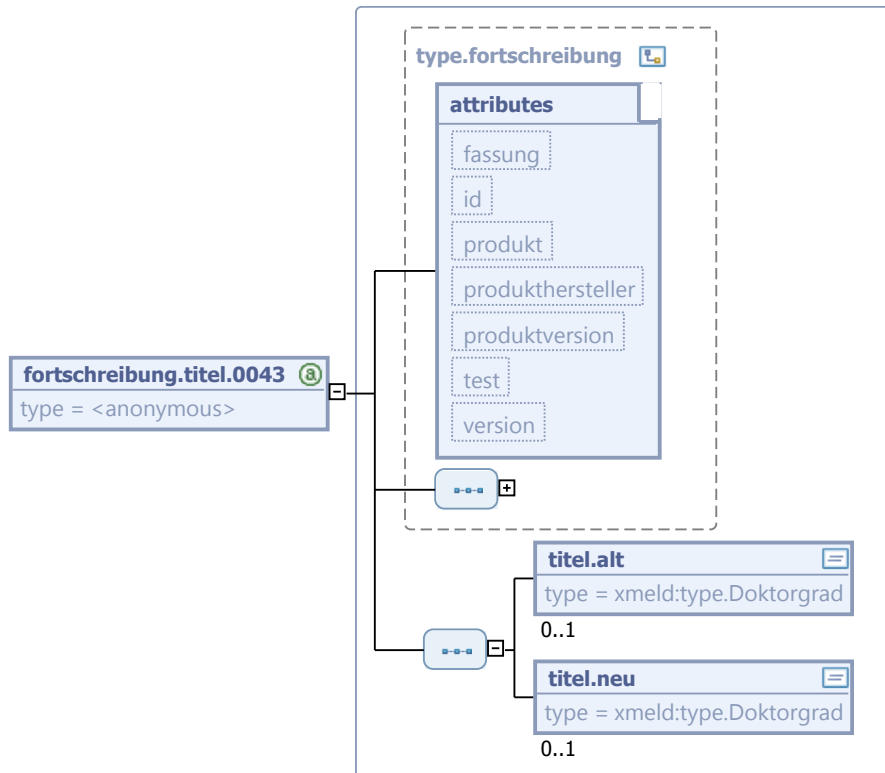 type.fortschreibung
attributes
fassung
id
produkt
produkthersteller
produktversion
test
version
fortschreibung.titel.0043 a
type = <anonymous>
titel.alt
type = xmeld:type.Doktorgrad
0..1
titel.neu
type = xmeld:type.Doktorgrad
0..1